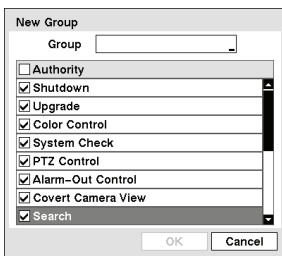 New Group
Group
Authority
Shutdown
Upgrade
Color Control
System Check
PTZ Control
Alarm-Out Control
Covert Camera View
Search
OK Cancel